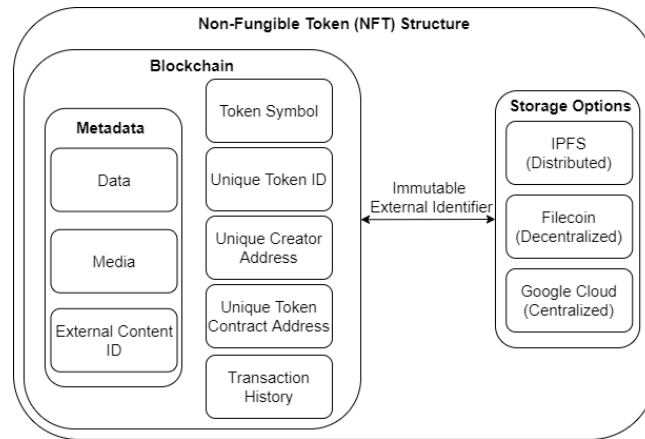 Non-Fungible Token (NFT) Structure
Blockchain
Metadata
Data
Media
External Content
ID
Token Symbol
Unique Token ID
Unique Creator
Address
Unique Token
Contract Address
Transaction
History
Immutable
External Identifier
Storage Options
IPFS
(Distributed)
Filecoin
(Decentralized)
Google Cloud
(Centralized)